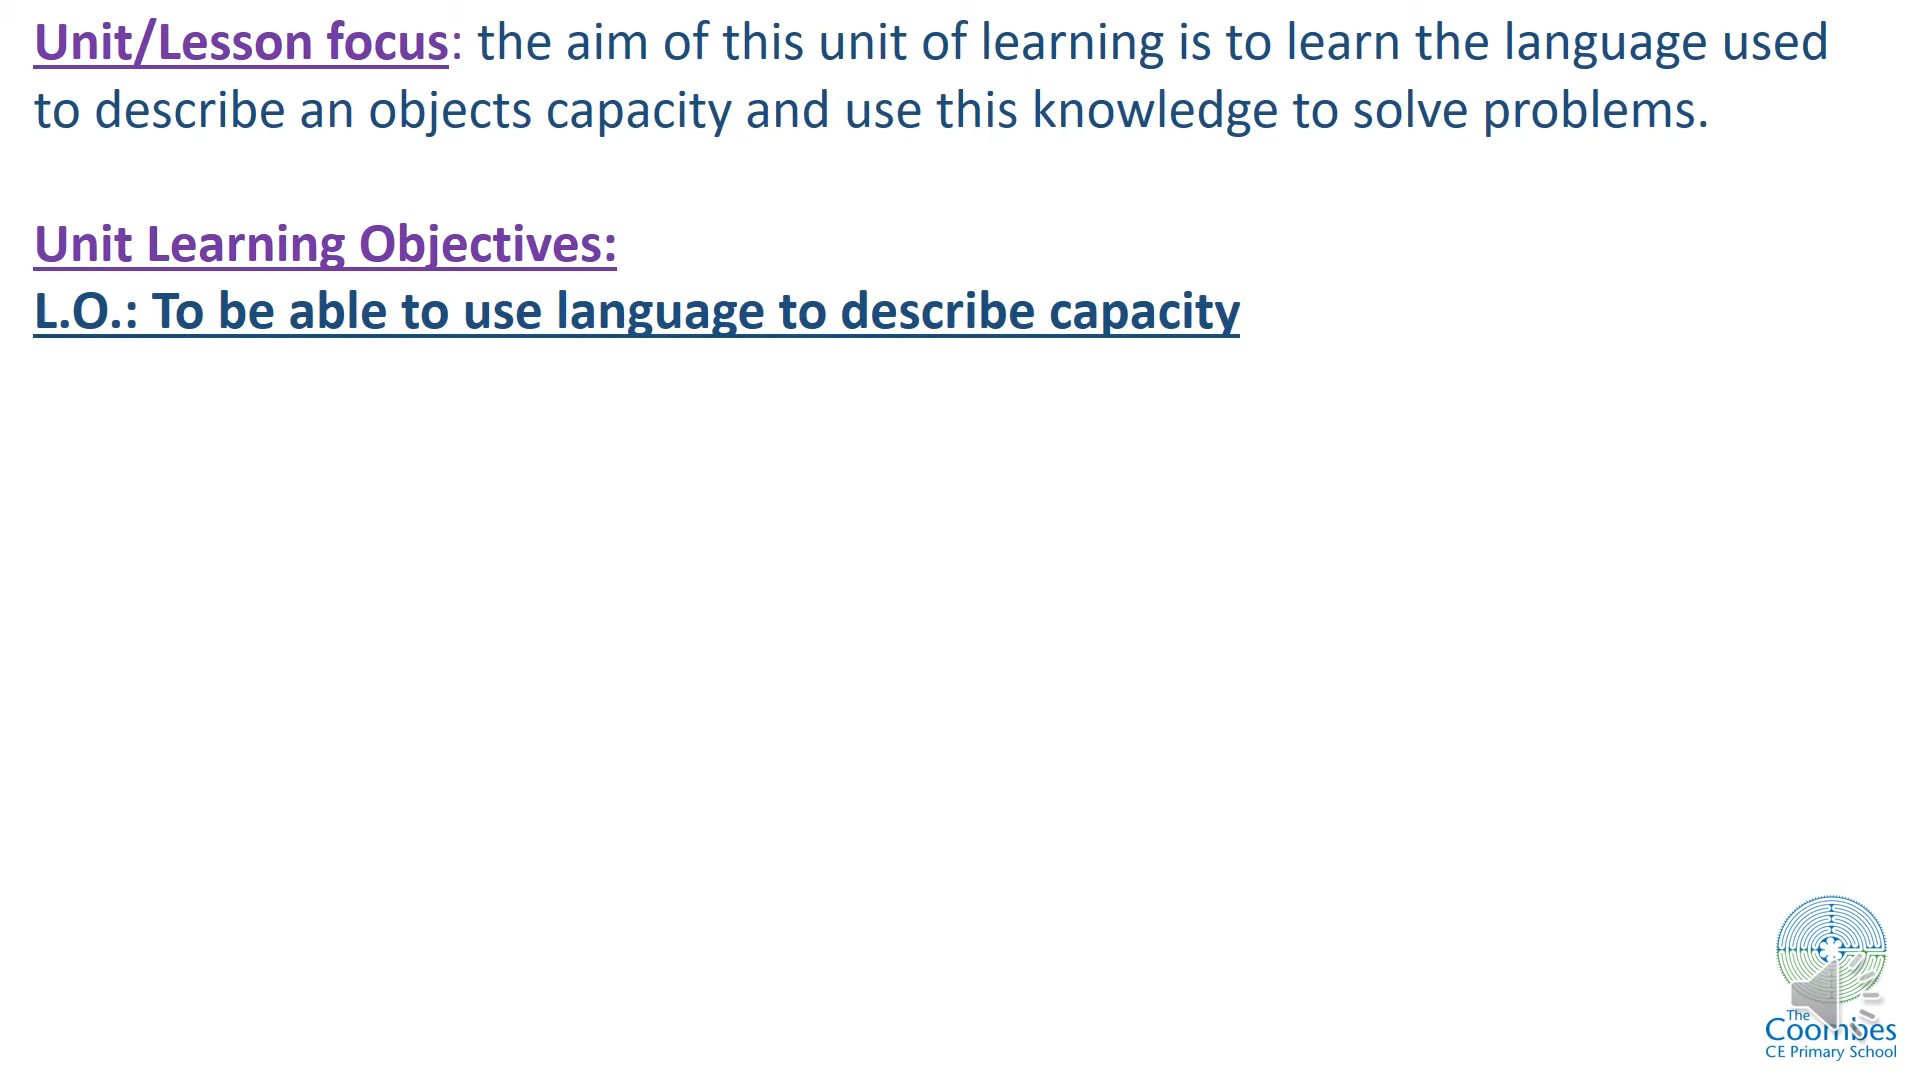 Unit/Lesson focus: the aim of this unit of learning is to learn the language used
to describe an objects capacity and use this knowledge to solve problems.
Unit Learning Objectives:
L.O.: To be able to use language to describe capacity
The
Coombes
CE Primary School